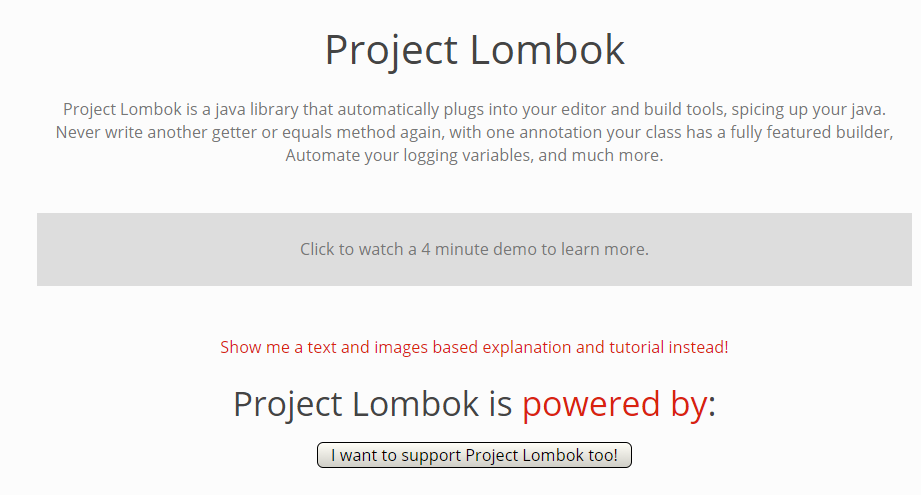 Project Lombok
Project Lombok is a java library that automatically plugs into your editor and build tools, spicing up your java.
Never write another getter or equals method again, with one annotation your class has a fully featured builder,
Automate your logging variables, and much more.
Click to watch a 4 minute demo to learn more.
Show me a text and images based explanation and tutorial instead!
Project Lombok is powered by:
I want to support Project Lombok too!